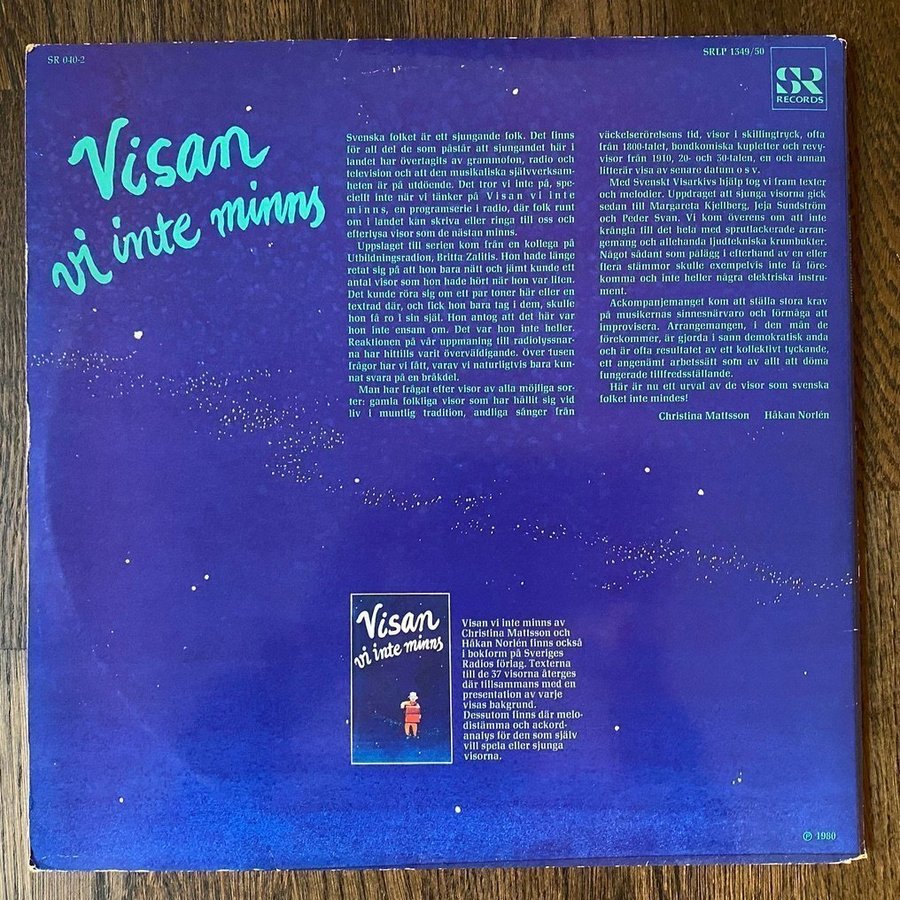 SR 040-2
SRLP 1349/50
SR
RECORDS
Visan
vi inte minns
Svenska folket är ett sjungande folk. Det finns
för all del de som påstår att sjungandet här i
landet har övertagits av grammofon, radio och
television och att den musikaliska självverksam-
heten är på utdöende. Det tror vi inte på, spe-
ciellt inte när vi tänker på Visan vi inte
minns, en programserie i radio, där folk runt
om i landet kan skriva eller ringa till oss och
efterlysa visor som de nästan minns.
Uppslaget till serien kom från en kollega på
Utbildningsradion, Britta Zalitis. Hon hade länge
retat sig på att hon bara nätt och jämt kunde ett
antal visor som hon hade hört när hon var liten.
Det kunde röra sig om ett par toner här eller en
textrad där, och fick hon bara tag i dem, skulle
hon få ro i sin själ. Hon antog att det här var
hon inte ensam om. Det var hon inte heller.
Reaktionen på vår uppmaning till radiolyssnar-
na har hittills varit överväldigande. Över tusen
frågor har vi fått, varav vi naturligtvis bara kun-
nat svara på en bråkdel.
Man har frågat efter visor av alla möjliga sor-
ter: gamla folkliga visor som har hållit sig vid
liv i muntlig tradition, andliga sånger från
väckelserörelsens tid, visor i skillingtryck, ofta
från 1800-talet, bondkomiska kupletter och revy-
visor från 1910, 20- och 30-talen, en och annan
litterär visa av senare datum o s v.
Med Svenskt Visarkivs hjälp tog vi fram texter
och melodier. Uppdraget att sjunga visorna gick
sedan till Margareta Kjellberg, Jeja Sundström
och Peder Svan. Vi kom överens om att inte
krångla till det hela med sprutlackerade arran-
gemang och allehanda ljudtekniska krumbukter.
Något sådant som pålägg i efterhand av en eller
flera stämmor skulle exempelvis inte få före-
komma och inte heller några elektriska instru-
ment.
Ackompanjemanget kom att ställa stora krav
på musikernas sinnesnärvaro och förmåga att
improvisera. Arrangemangen, i den mån de
förekommer, är gjorda i sann demokratisk anda
och är ofta resultatet av ett kollektivt tyckande,
ett angenämt arbetssätt som av allt att döma
fungerade tillfredsställande.
Här är nu ett urval av de visor som svenska
folket inte mindes!
Christina Mattsson Håkan Norlén
Visan
vi inte minns
Visan vi inte minns av
Christina Mattsson och
Håkan Norlén finns också
i bokform på Sveriges
Radios förlag. Texterna
till de 37 visorna återges
där tillsammans med en
presentation av varje
visas bakgrund.
Dessutom finns där melo-
distämma och ackord-
analys för den som själv
vill spela eller sjunga
visorna.
℗ 1980